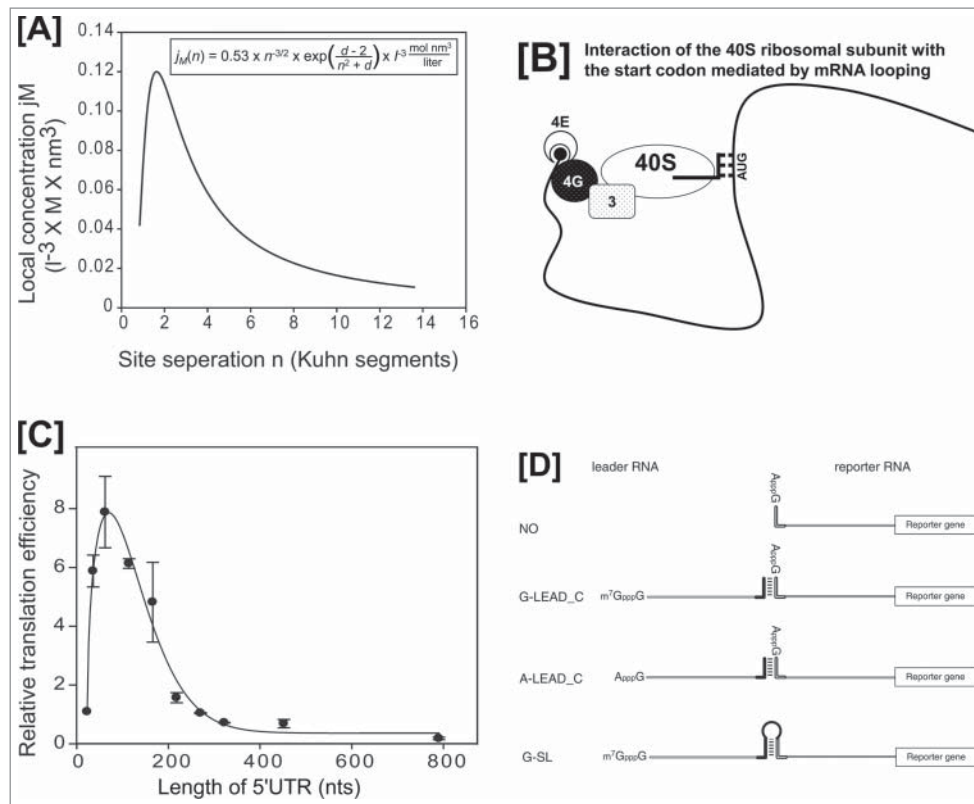 [A]
0.14
0.12
0.10
0.08
0.06
0.04
0.02
0
0 2 4 6 8 10 12 14 16
Local concentration jM
(l⁻³ X M X nm³)
Site seperation n (Kuhn segments)
j_M(n) = 0.53 x n^-3/2 x exp((d - 2)/(n² + d)) x l⁻³ mol nm³/liter
[B] Interaction of the 40S ribosomal subunit with
the start codon mediated by mRNA looping
4E
4G
3
40S
AUG
[C]
8
6
4
2
0
0 200 400 600 800
Relative translation efficiency
Length of 5'UTR (nts)
[D]
leader RNA reporter RNA
NO ApppG Reporter gene
G-LEAD_C m⁷GpppG ApppG Reporter gene
A-LEAD_C ApppG ApppG Reporter gene
G-SL m⁷GpppG Reporter gene